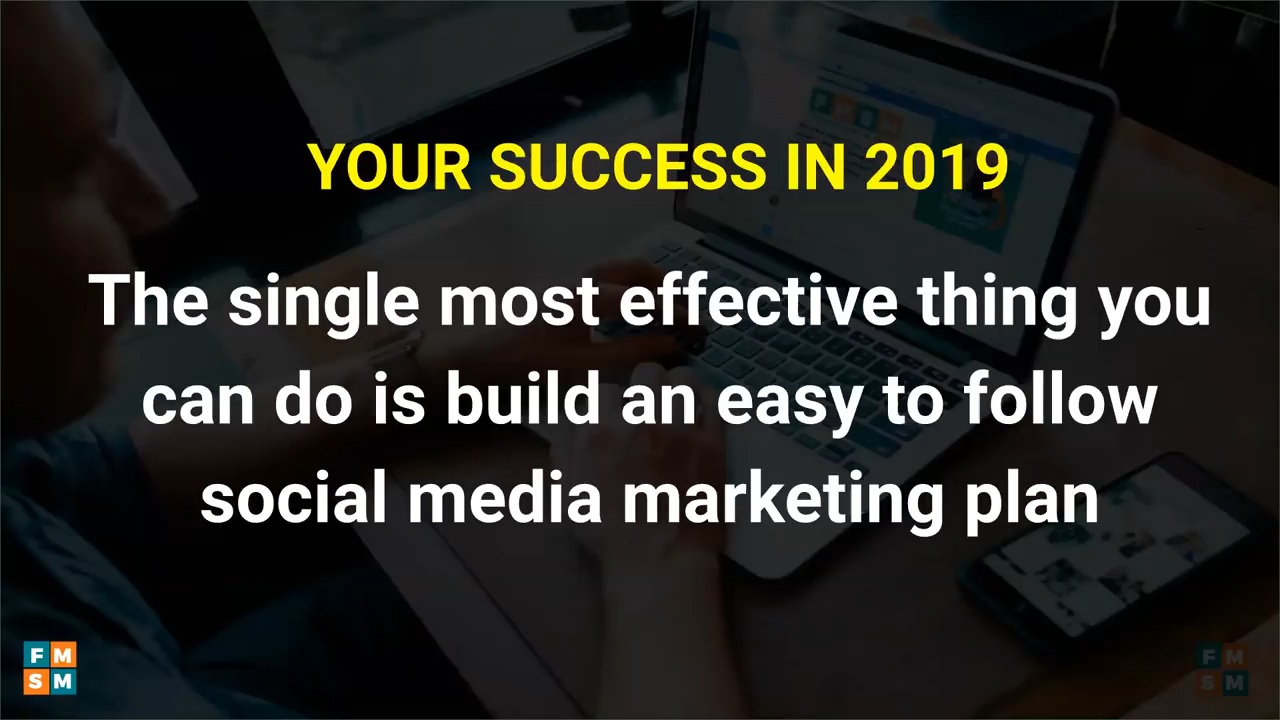 YOUR SUCCESS IN 2019
The single most effective thing you
can do is build an easy to follow
social media marketing plan
F M
S M
F M
S M
F M S M